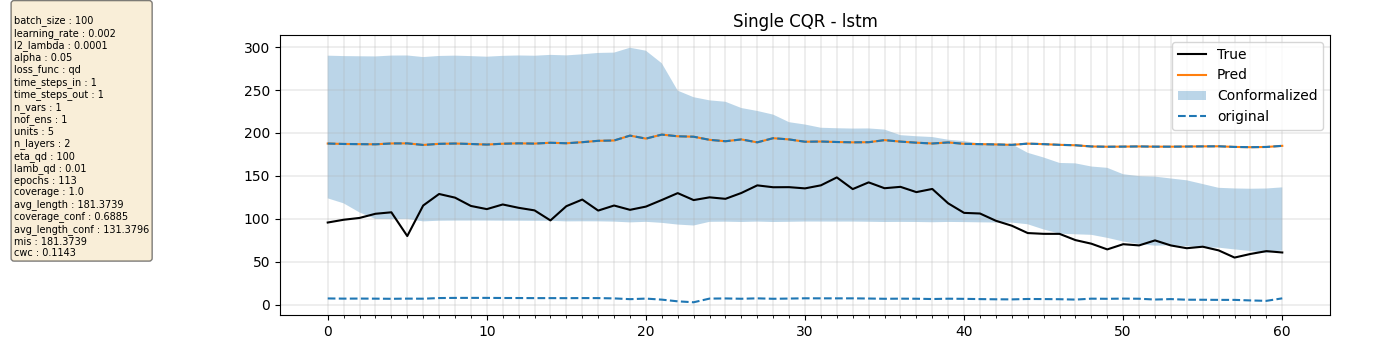 batch_size : 100
learning_rate : 0.002
l2_lambda : 0.0001
alpha : 0.05
loss_func : qd
time_steps_in : 1
time_steps_out : 1
n_vars : 1
nof_ens : 1
units : 5
n_layers : 2
eta_qd : 100
lamb_qd : 0.01
epochs : 113
coverage : 1.0
avg_length : 181.3739
coverage_conf : 0.6885
avg_length_conf : 131.3796
mis : 181.3739
cwc : 0.1143
Single CQR - lstm
300
250
200
150
100
50
0
True
Pred
Conformalized
original
0 10 20 30 40 50 60